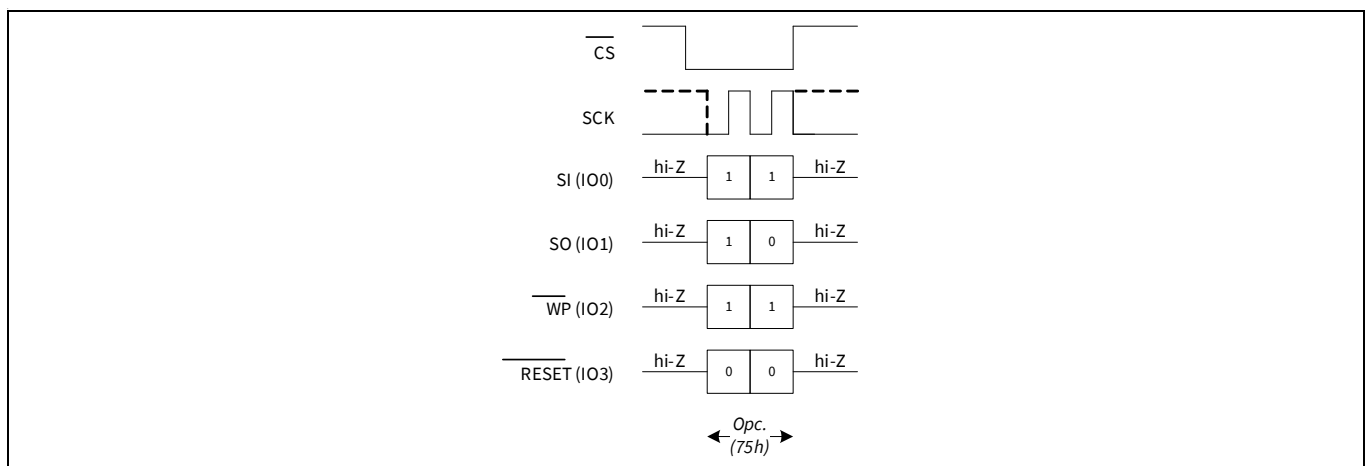 CS
SCK
hi-Z 1 1 hi-Z
SI (IO0)
hi-Z 1 0 hi-Z
SO (IO1)
hi-Z 1 1 hi-Z
WP (IO2)
hi-Z 0 0 hi-Z
RESET (IO3)
Opc.
(75h)